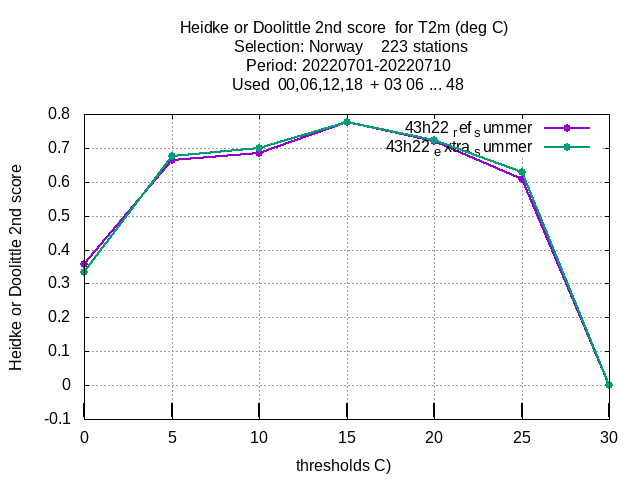 Heidke or Doolittle 2nd score  for T2m (deg C)
Selection: Norway    223 stations
Period: 20220701-20220710
Used  00,06,12,18  + 03 06 ... 48
43h22 ref summer
43h22 extra summer
Heidke or Doolittle 2nd score
0.8
0.7
0.6
0.5
0.4
0.3
0.2
0.1
0
-0.1
0 5 10 15 20 25 30
thresholds C)